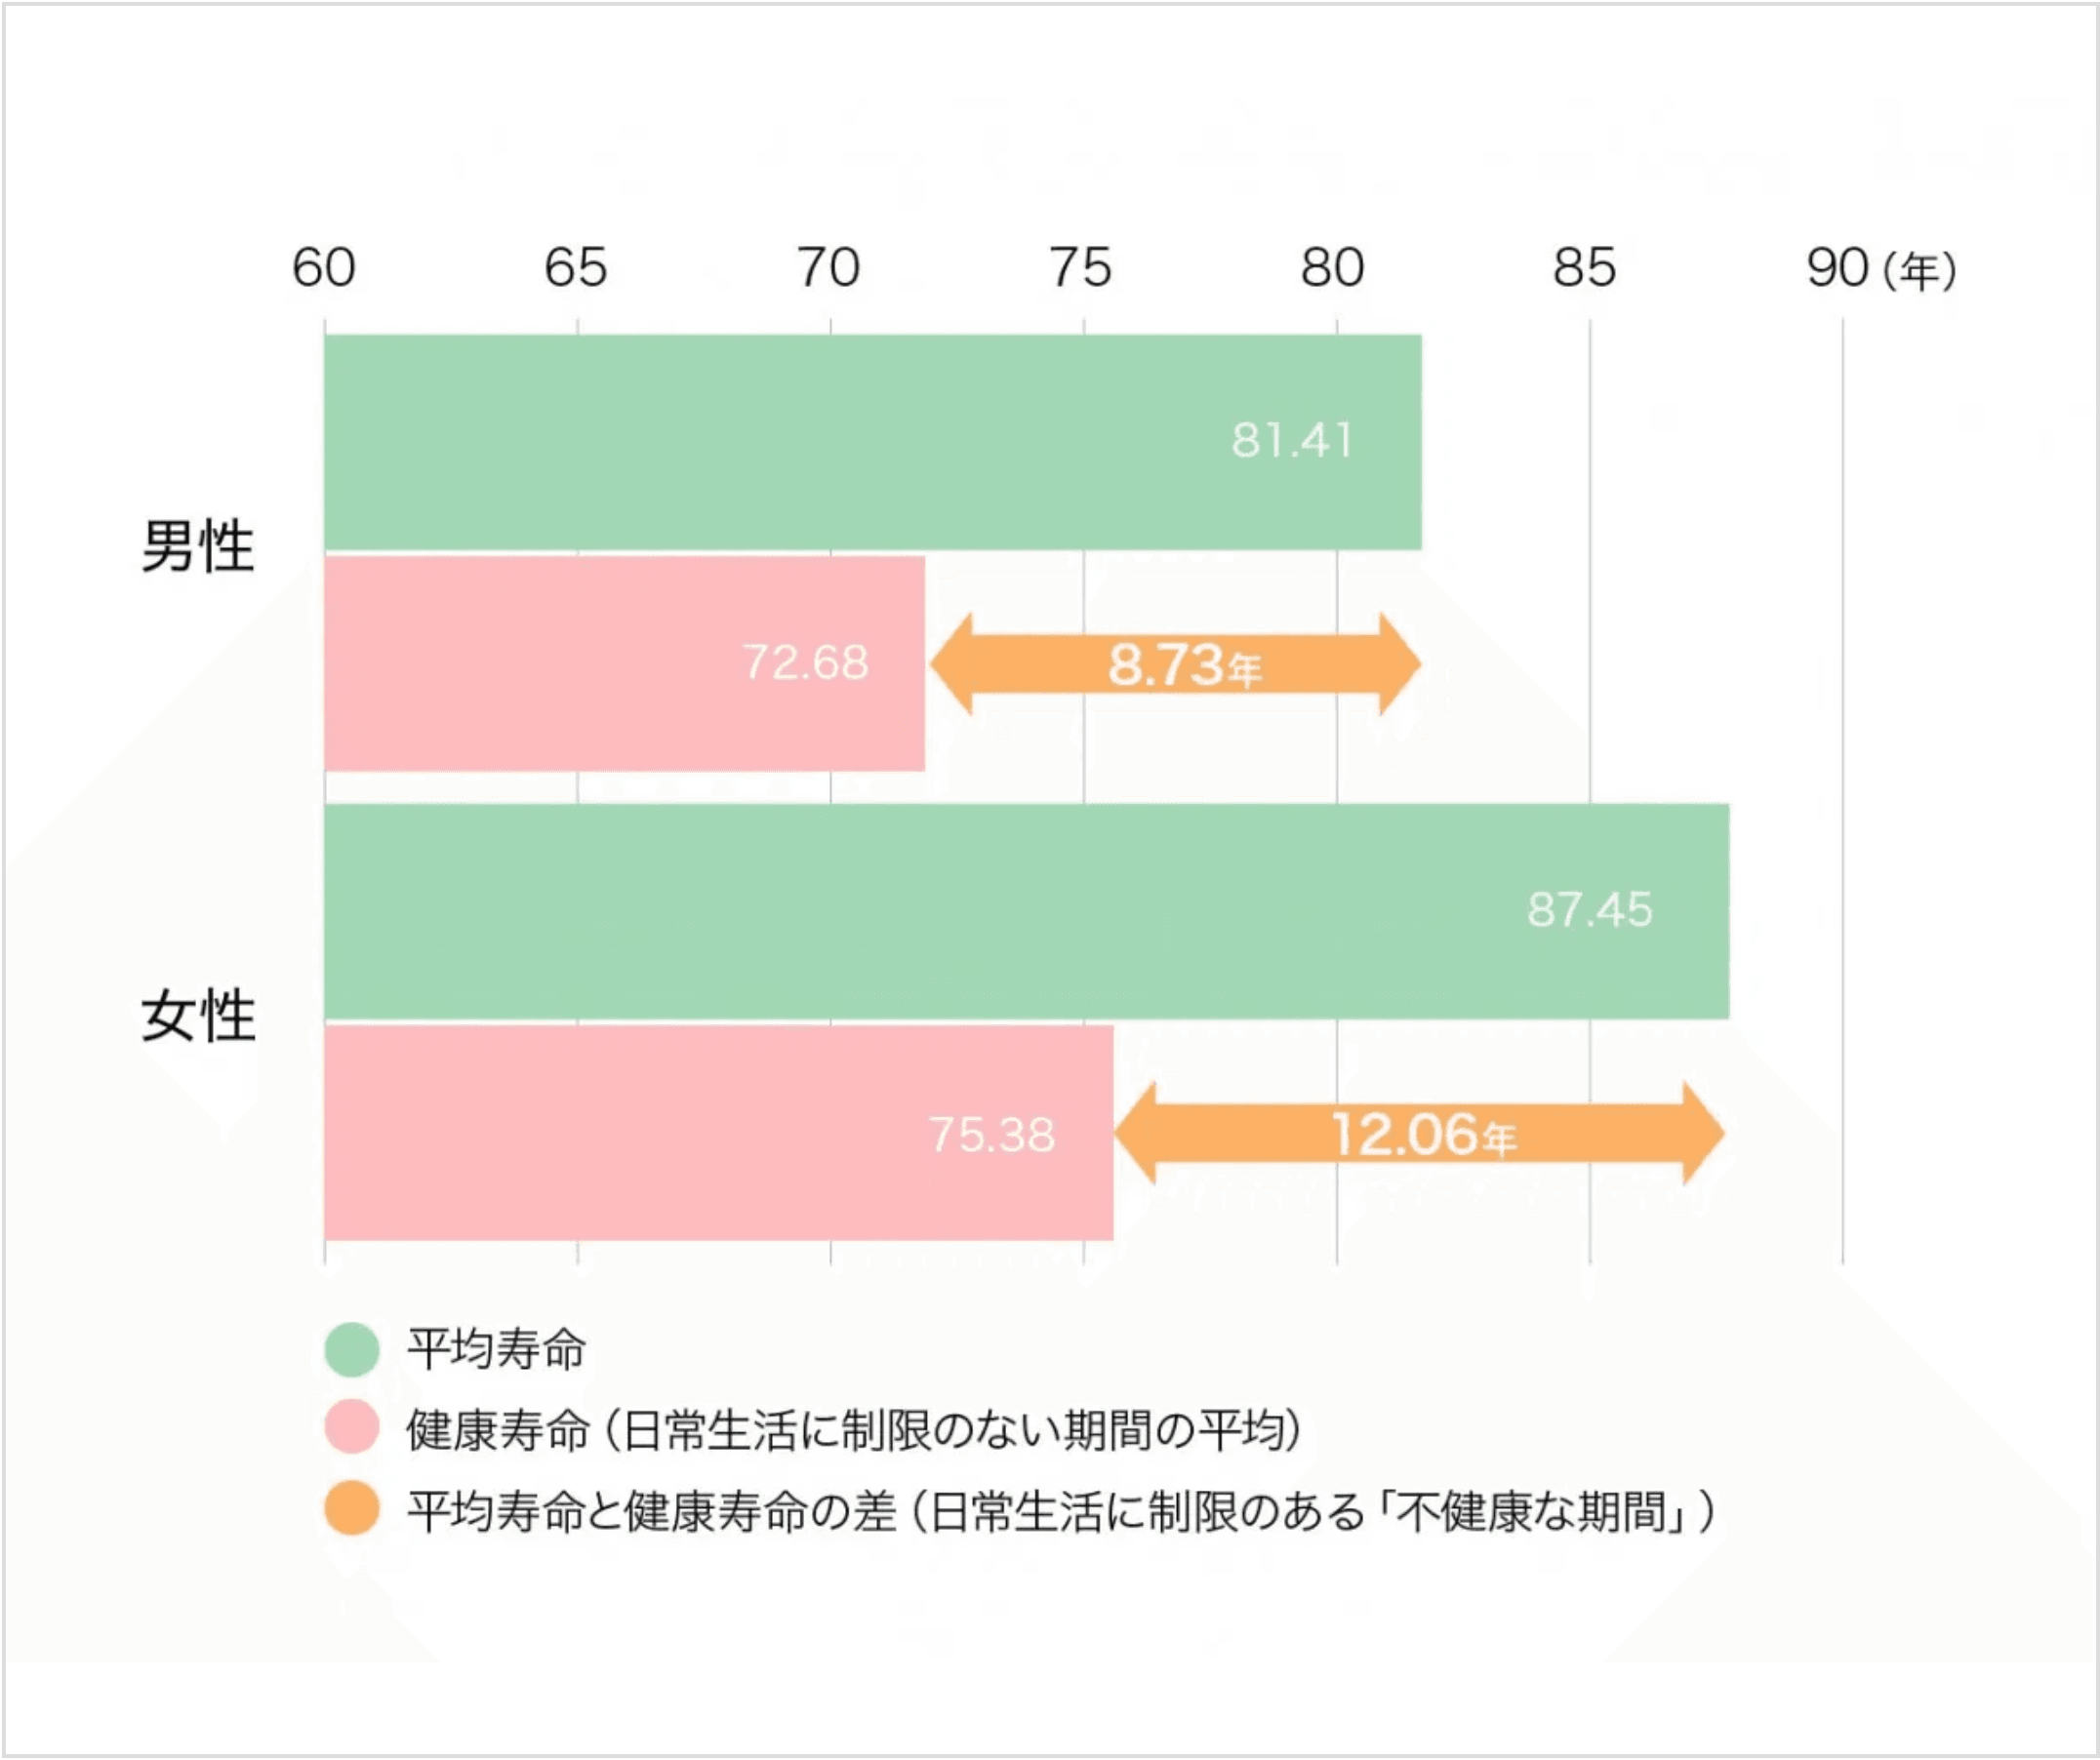 60 65 70 75 80 85 90（年）
81.41
男性
72.68
8.73年
87.45
女性
75.38
12.06年
平均寿命
健康寿命（日常生活に制限のない期間の平均）
平均寿命と健康寿命の差（日常生活に制限のある「不健康な期間」）